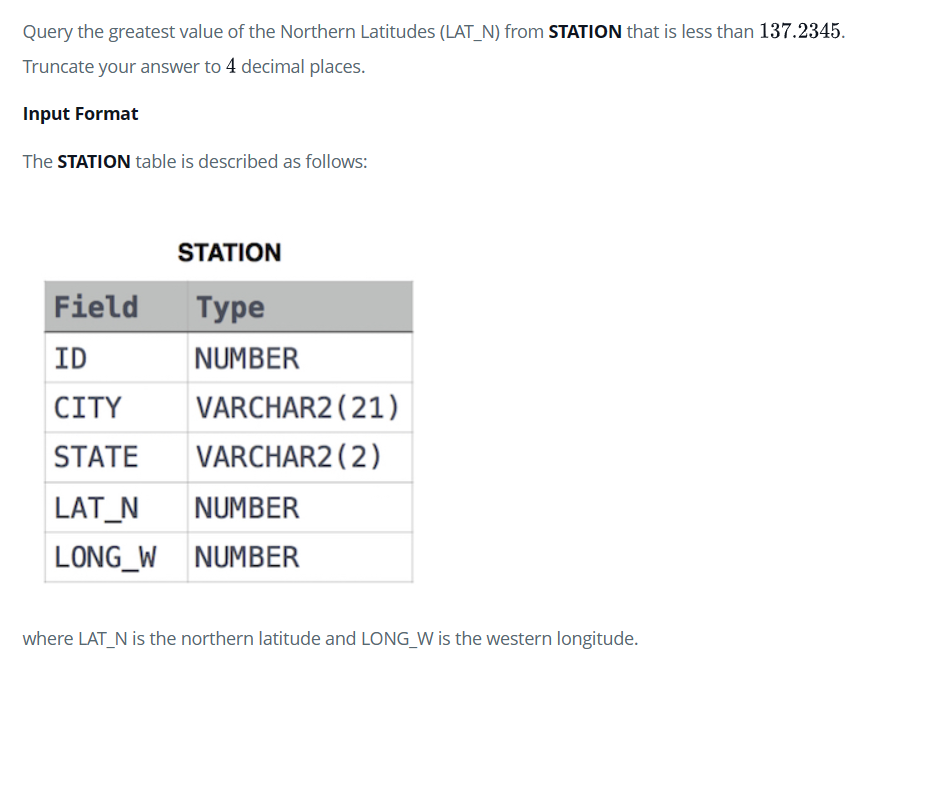 Query the greatest value of the Northern Latitudes (LAT_N) from STATION that is less than 137.2345.
Truncate your answer to 4 decimal places.
Input Format
The STATION table is described as follows:
STATION
Field Type
ID NUMBER
CITY VARCHAR2(21)
STATE VARCHAR2(2)
LAT_N NUMBER
LONG_W NUMBER
where LAT_N is the northern latitude and LONG_W is the western longitude.